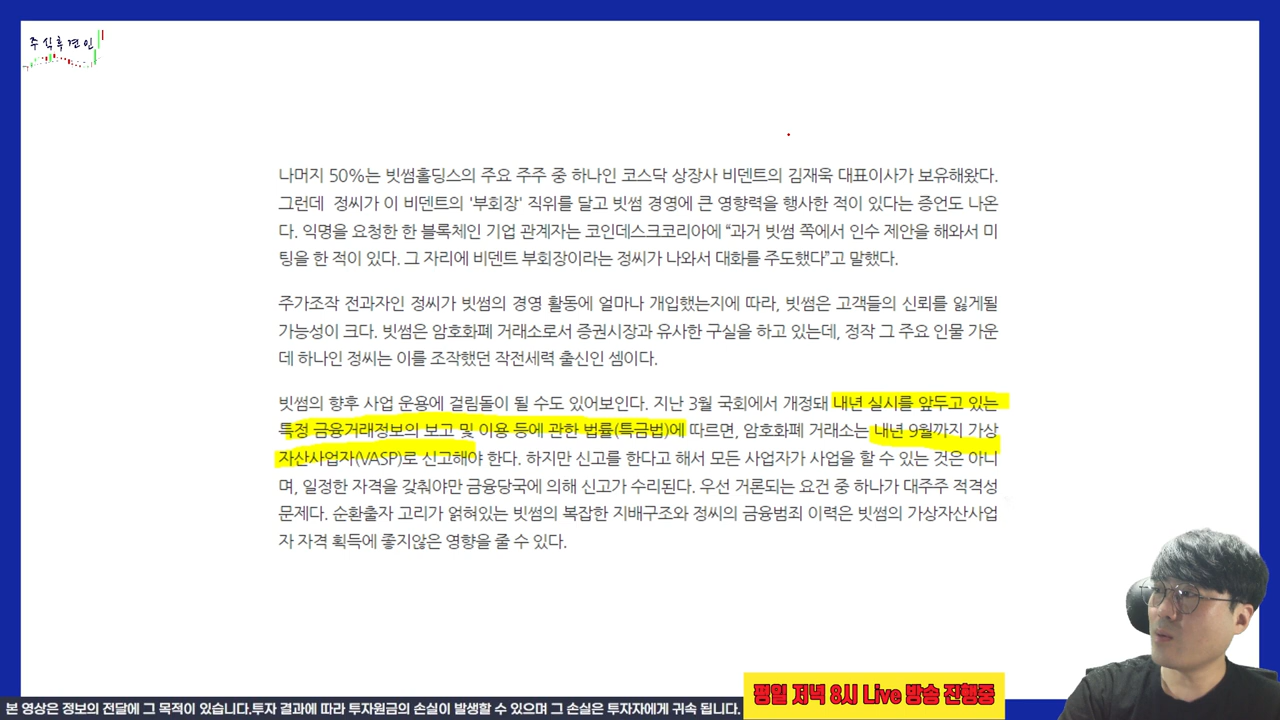 주식후견인
나머지 50%는 빗썸홀딩스의 주요 주주 중 하나인 코스닥 상장사 비덴트의 김재욱 대표이사가 보유해왔다.
그런데 정씨가 이 비덴트의 '부회장' 직위를 달고 빗썸 경영에 큰 영향력을 행사한 적이 있다는 증언도 나온
다. 익명을 요청한 한 블록체인 기업 관계자는 코인데스크코리아에 “과거 빗썸 쪽에서 인수 제안을 해와서 미
팅을 한 적이 있다. 그 자리에 비덴트 부회장이라는 정씨가 나와서 대화를 주도했다”고 말했다.
주가조작 전과자인 정씨가 빗썸의 경영 활동에 얼마나 개입했는지에 따라, 빗썸은 고객들의 신뢰를 잃게될
가능성이 크다. 빗썸은 암호화폐 거래소로서 증권시장과 유사한 구실을 하고 있는데, 정작 그 주요 인물 가운
데 하나인 정씨는 이를 조작했던 작전세력 출신인 셈이다.
빗썸의 향후 사업 운용에 걸림돌이 될 수도 있어보인다. 지난 3월 국회에서 개정돼 내년 실시를 앞두고 있는
특정 금융거래정보의 보고 및 이용 등에 관한 법률(특금법)에 따르면, 암호화폐 거래소는 내년 9월까지 가상
자산사업자(VASP)로 신고해야 한다. 하지만 신고를 한다고 해서 모든 사업자가 사업을 할 수 있는 것은 아니
며, 일정한 자격을 갖춰야만 금융당국에 의해 신고가 수리된다. 우선 거론되는 요건 중 하나가 대주주 적격성
문제다. 순환출자 고리가 얽혀있는 빗썸의 복잡한 지배구조와 정씨의 금융범죄 이력은 빗썸의 가상자산사업
자 자격 획득에 좋지않은 영향을 줄 수 있다.
평일 저녁 8시 Live 방송 진행중
본 영상은 정보의 전달에 그 목적이 있습니다.투자 결과에 따라 투자원금의 손실이 발생할 수 있으며 그 손실은 투자자에게 귀속 됩니다.